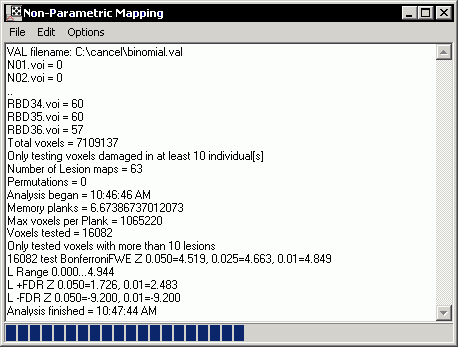 Non-Parametric Mapping
File Edit Options
VAL filename: C:\cancel\binomial.val
N01.voi = 0
N02.voi = 0
..
RBD34.voi = 60
RBD35.voi = 60
RBD36.voi = 57
Total voxels = 7109137
Only testing voxels damaged in at least 10 individual[s]
Number of Lesion maps = 63
Permutations = 0
Analysis began = 10:46:46 AM
Memory planks = 6.67386737012073
Max voxels per Plank = 1065220
Voxels tested = 16082
Only tested voxels with more than 10 lesions
16082 test BonferroniFWE Z 0.050=4.519, 0.025=4.663, 0.01=4.849
L Range 0.000...4.944
L +FDR Z 0.050=1.726, 0.01=2.483
L -FDR Z 0.050=-9.200, 0.01=-9.200
Analysis finished = 10:47:44 AM